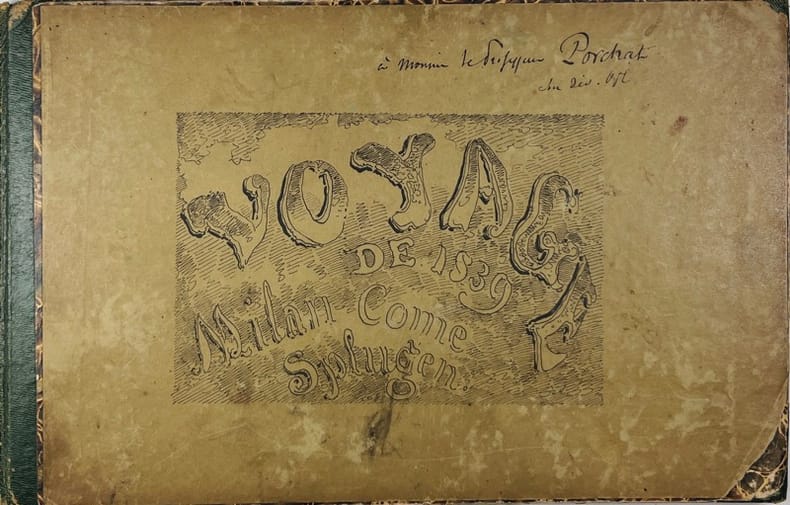 à Monsieur le Professeur Porchat
VOYAGE
DE 1839
Milan Come
Splugen.